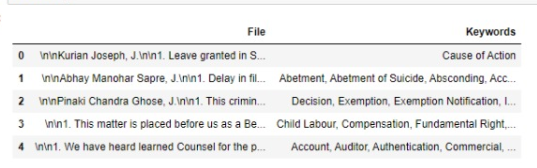 File Keywords
0 \n\nKurian Joseph, J.\n\n1. Leave granted in S... Cause of Action
1 \n\nAbhay Manohar Sapre, J.\n\n1. Delay in fil... Abetment, Abetment of Suicide, Absconding, Acc...
2 \n\nPinaki Chandra Ghose, J.\n\n1. This crimin... Decision, Exemption, Exemption Notification, I...
3 \n\n1. This matter is placed before us as a Be... Child Labour, Compensation, Fundamental Right,...
4 \n\n1. We have heard learned Counsel for the p... Account, Auditor, Authentication, Commercial, ...